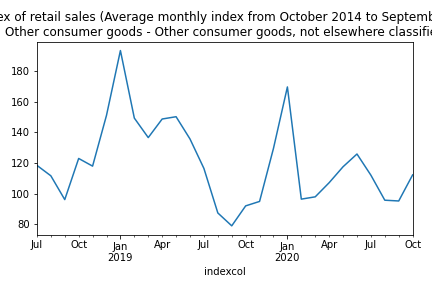 ex of retail sales (Average monthly index from October 2014 to Septemb
Other consumer goods - Other consumer goods, not elsewhere classifie
180
160
140
120
100
80
Jul Oct Jan Apr Jul Oct Jan Apr Jul Oct
2019 2020
indexcol